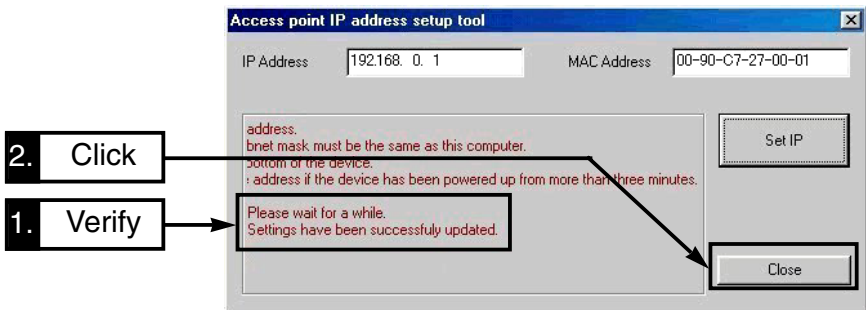 Access point IP address setup tool
IP Address 192.168. 0. 1 MAC Address 00-90-C7-27-00-01
address.
bnet mask must be the same as this computer.
bottom of the device.
address if the device has been powered up from more than three minutes.
Set IP
2. Click
1. Verify
Please wait for a while.
Settings have been successfuly updated.
Close